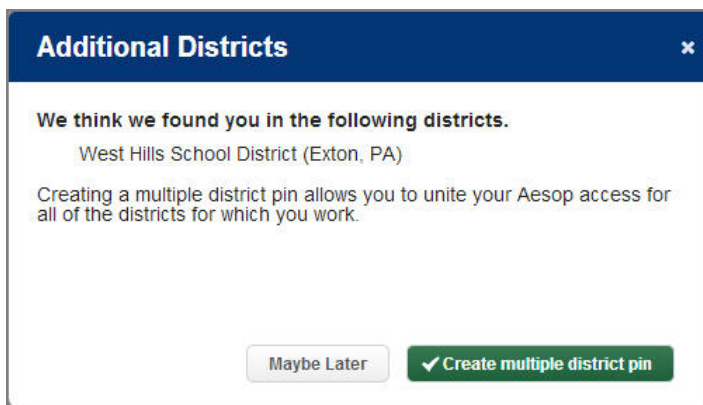 Additional Districts
We think we found you in the following districts.
West Hills School District (Exton, PA)
Creating a multiple district pin allows you to unite your Aesop access for
all of the districts for which you work.
Maybe Later
Create multiple district pin